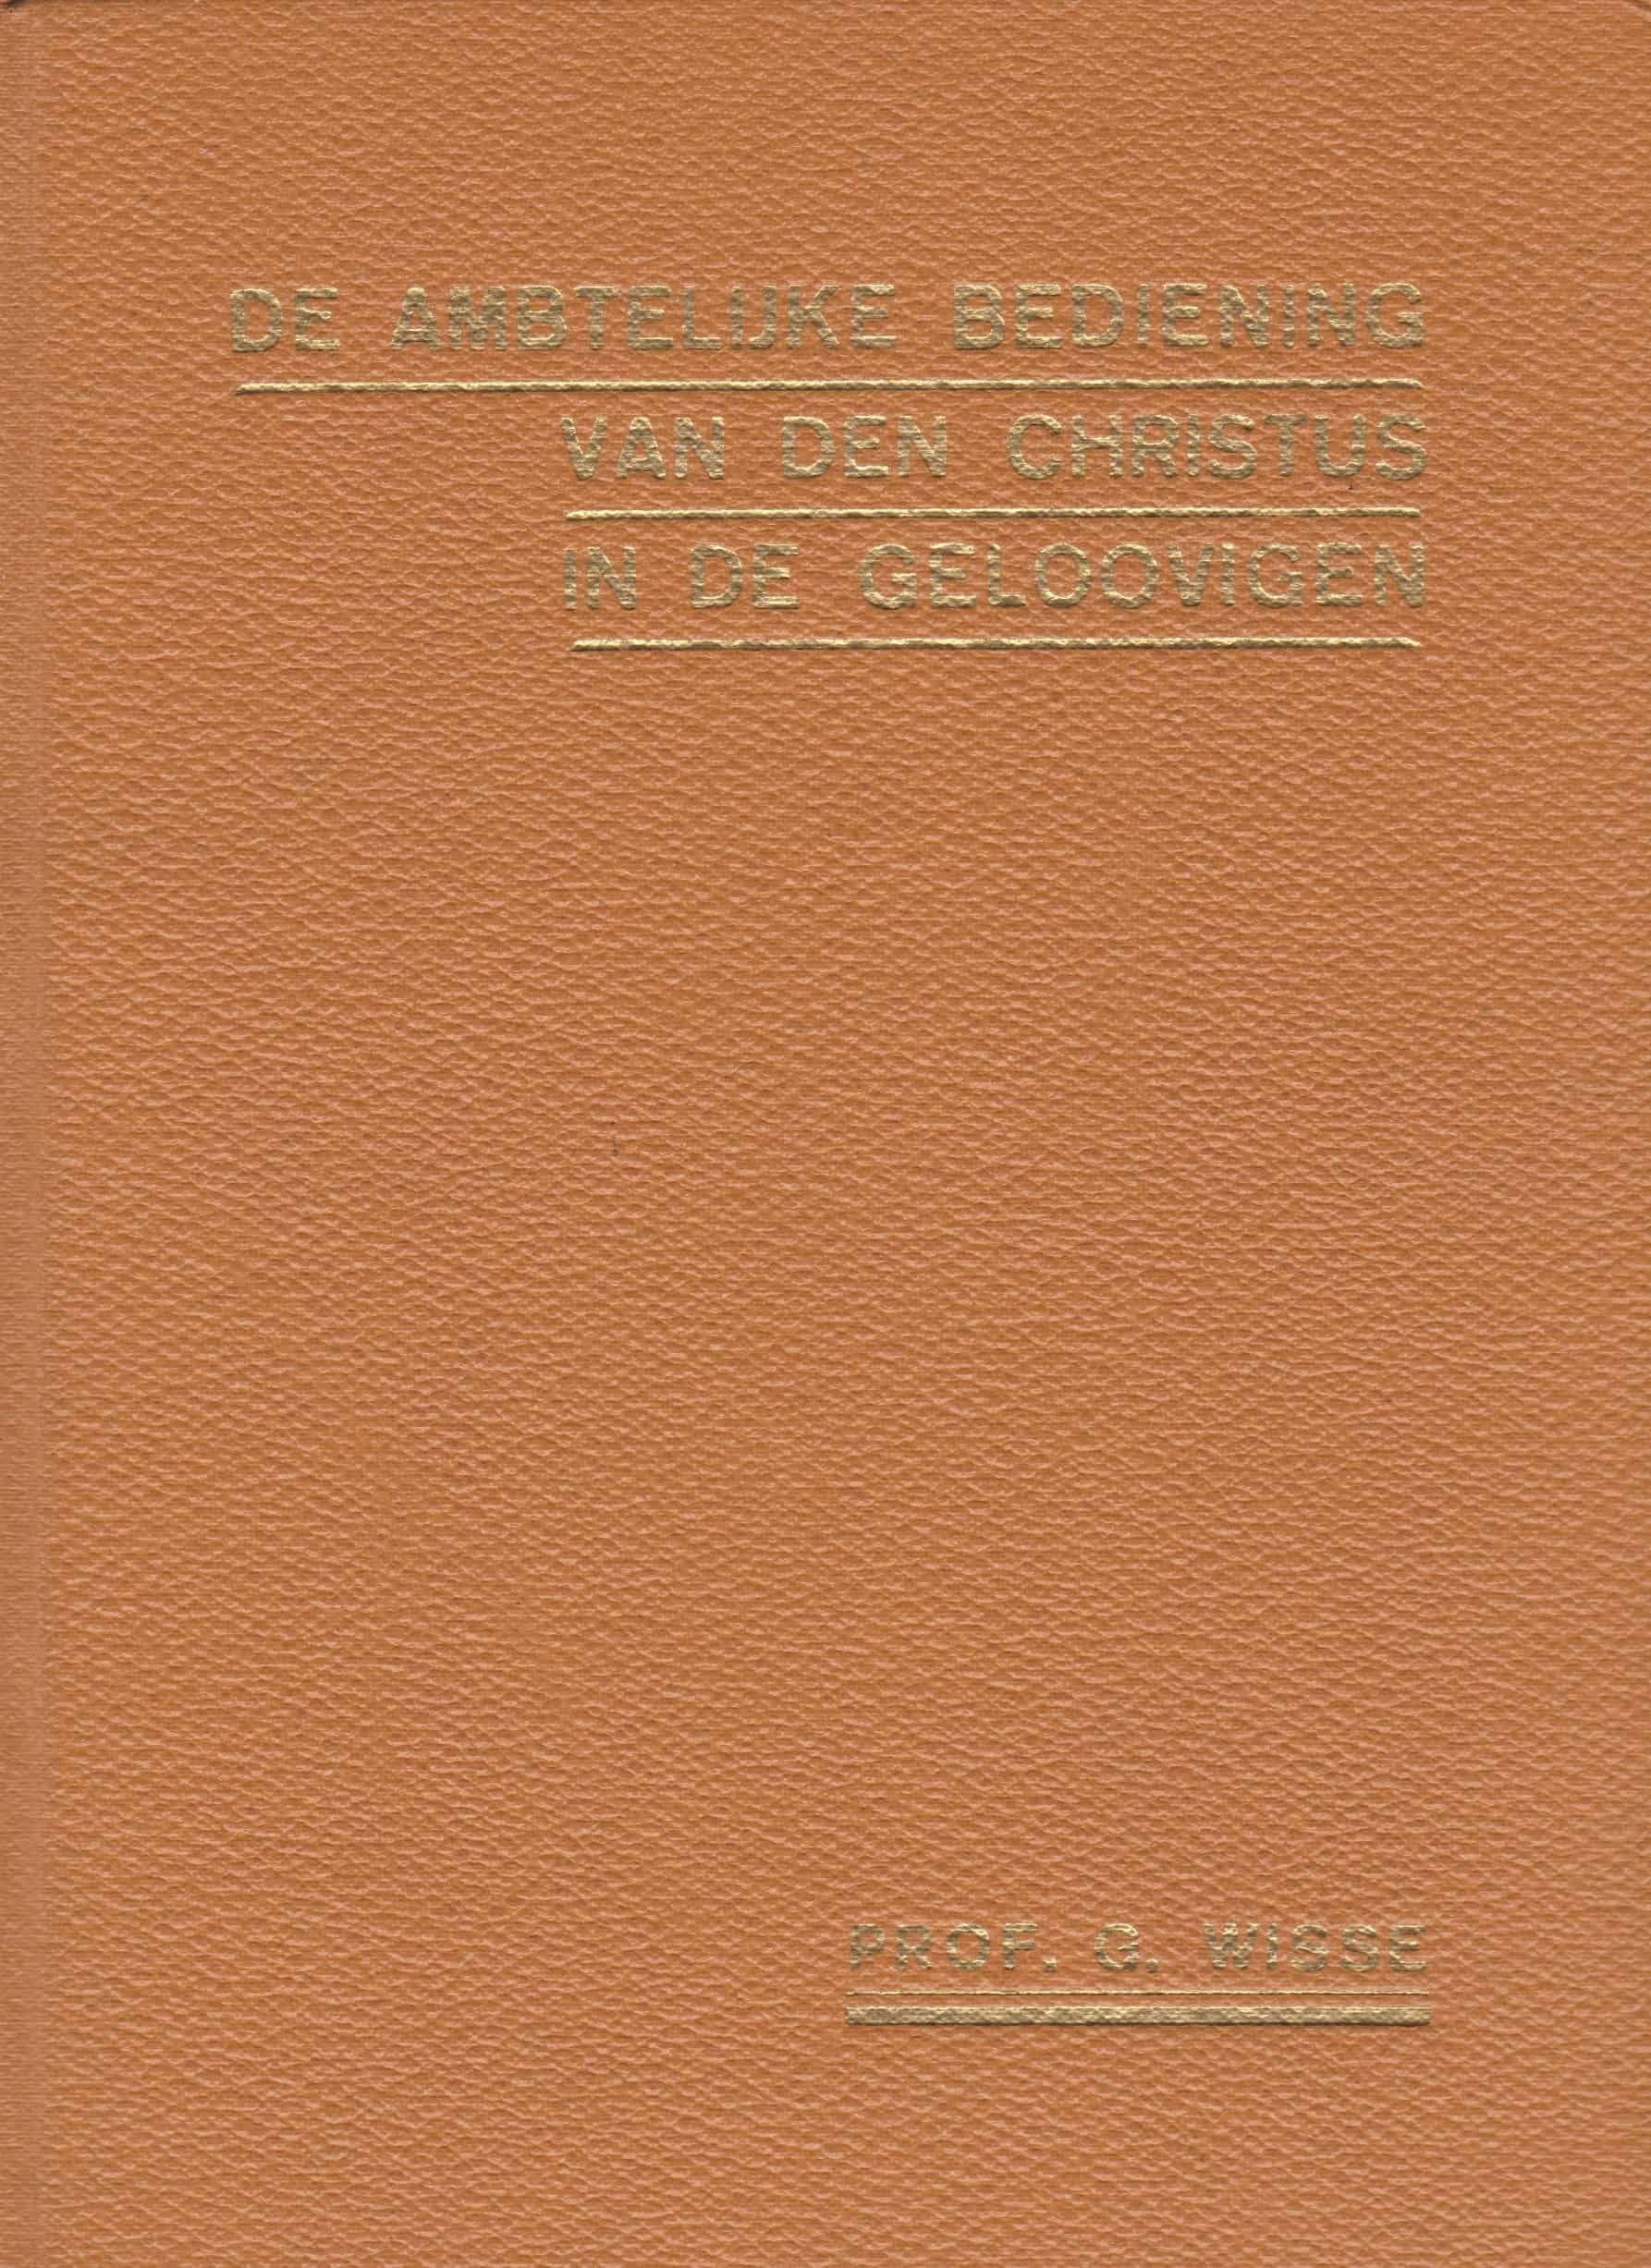 DE AMBTELIJKE BEDIENING
VAN DEN CHRISTUS
IN DE GELOOVIGEN
PROF. G. WISSE